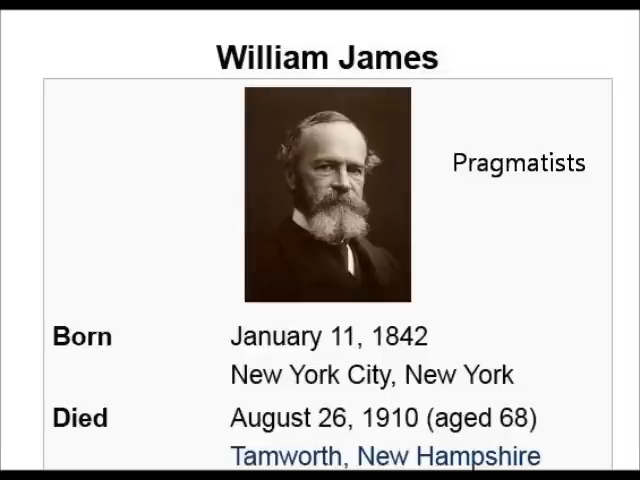 William James
Pragmatists
Born January 11, 1842
New York City, New York
Died August 26, 1910 (aged 68)
Tamworth, New Hampshire